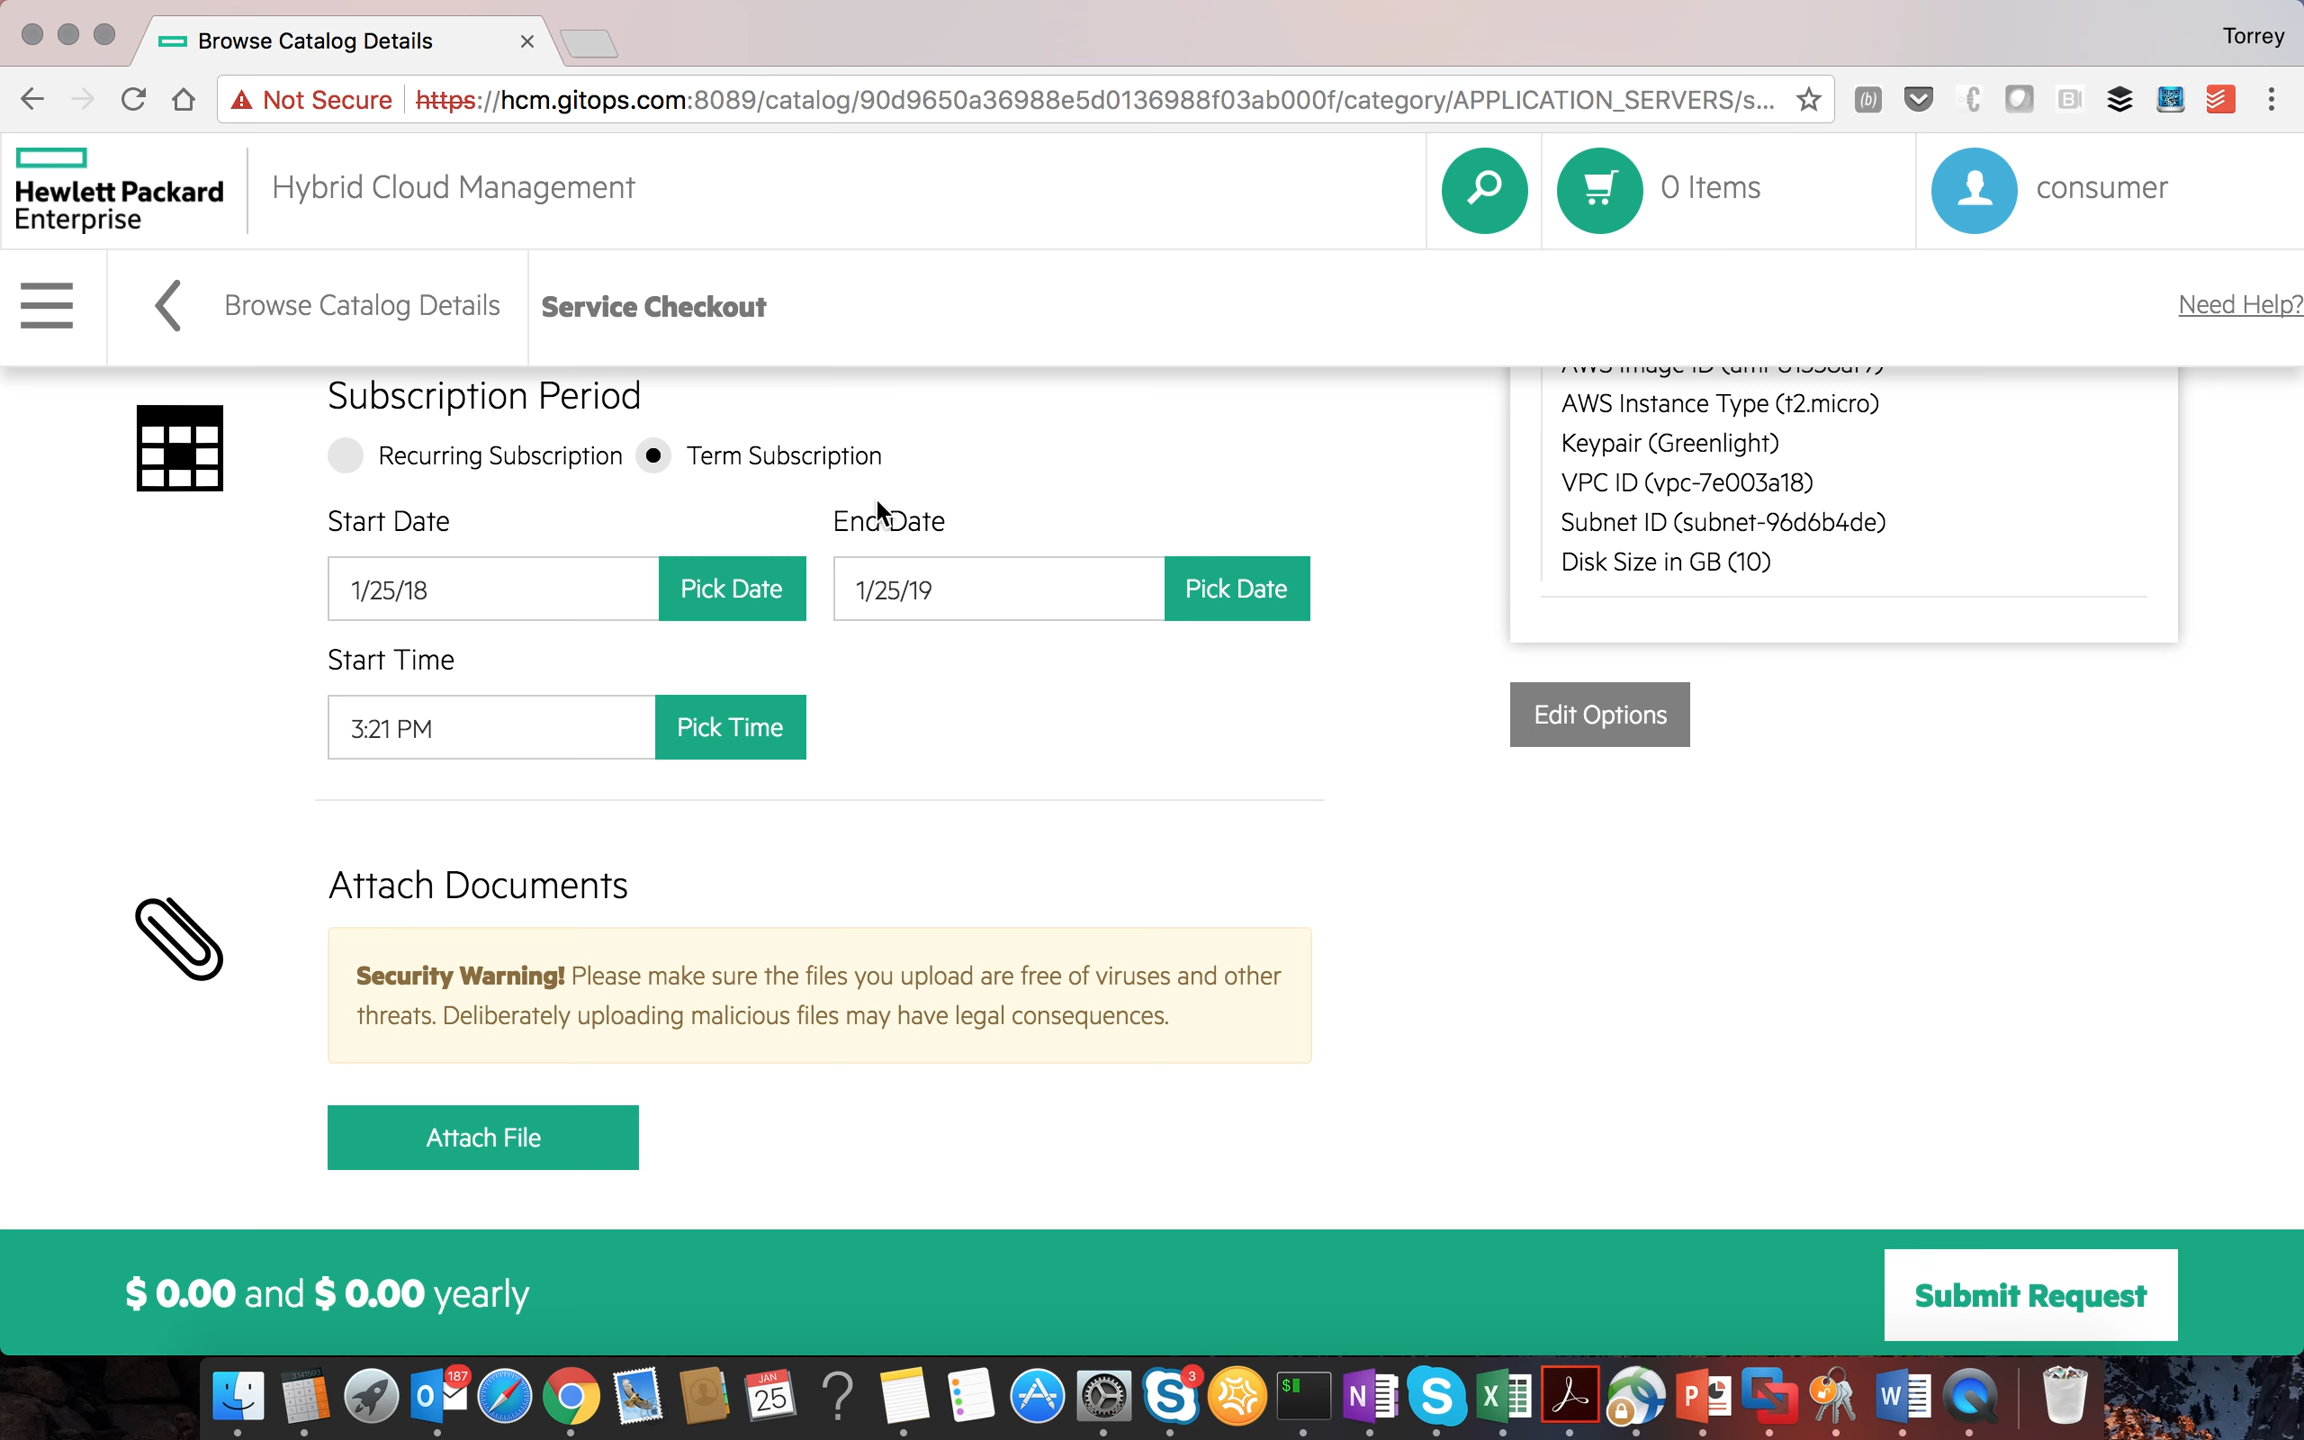 Browse Catalog Details
Torrey
Not Secure
https://hcm.gitops.com:8089/catalog/90d9650a36988e5d0136988f03ab000f/category/APPLICATION_SERVERS/s...
Hewlett Packard
Enterprise
Hybrid Cloud Management
0 Items
consumer
Browse Catalog Details
Service Checkout
Need Help?
Subscription Period
Recurring Subscription
Term Subscription
Start Date
End Date
1/25/18
Pick Date
1/25/19
Pick Date
Start Time
3:21 PM
Pick Time
AWS Instance Type (t2.micro)
Keypair (Greenlight)
VPC ID (vpc-7e003a18)
Subnet ID (subnet-96d6b4de)
Disk Size in GB (10)
Edit Options
Attach Documents
Security Warning! Please make sure the files you upload are free of viruses and other
threats. Deliberately uploading malicious files may have legal consequences.
Attach File
$ 0.00 and $ 0.00 yearly
Submit Request
187
JAN
25
3